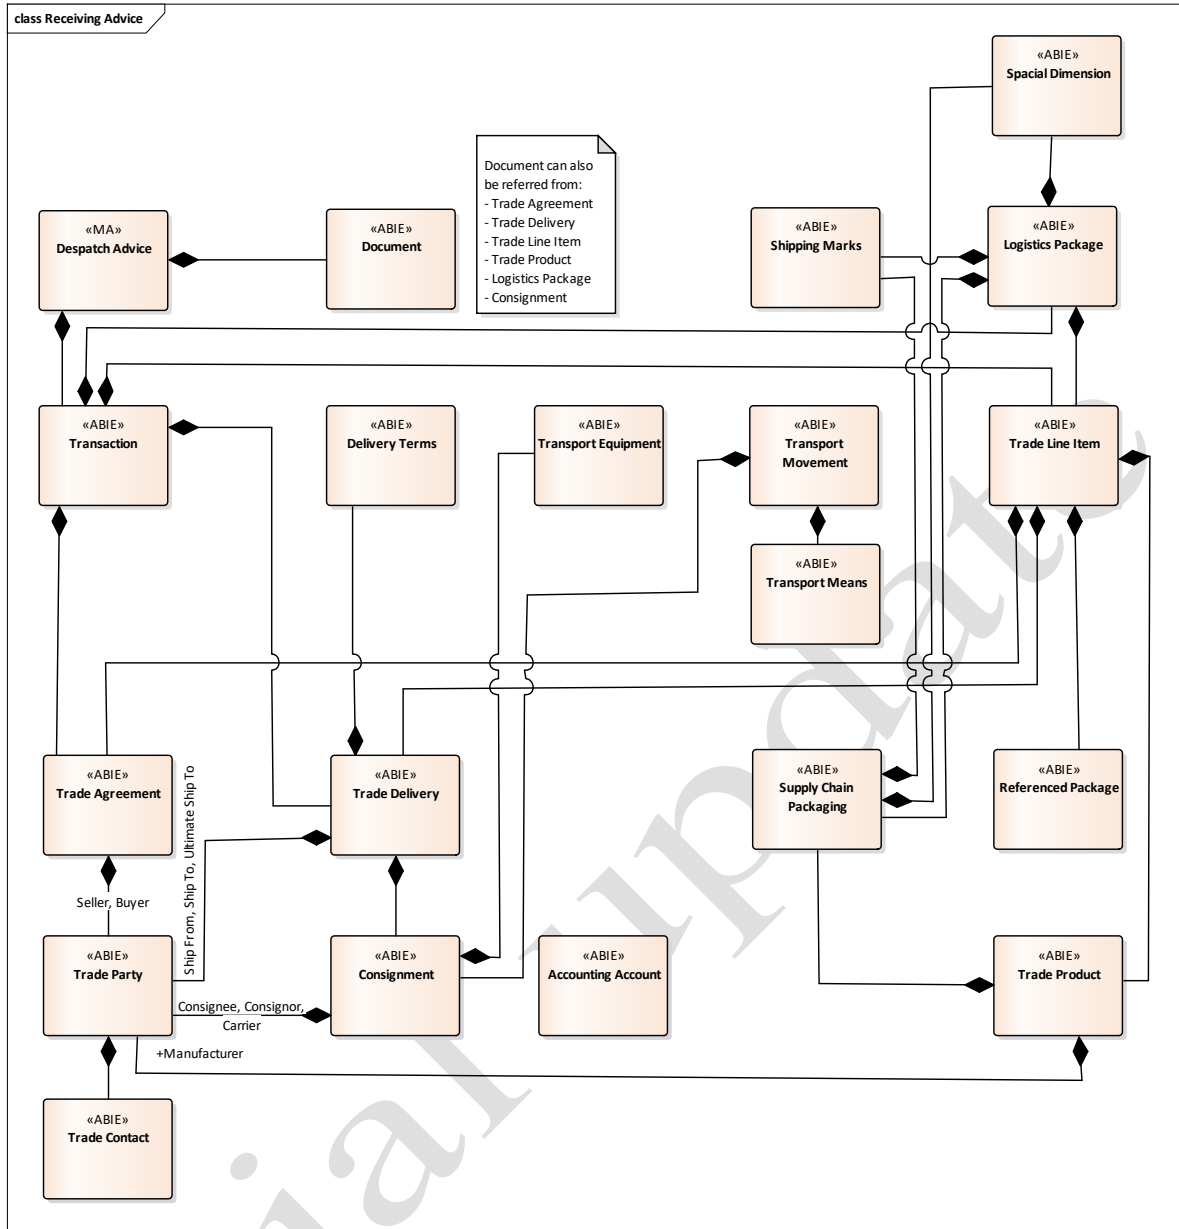 class Receiving Advice
«ABIE»
Spacial Dimension
Document can also
be referred from:
- Trade Agreement
- Trade Delivery
- Trade Line Item
- Trade Product
- Logistics Package
- Consignment
«MA»
Despatch Advice
«ABIE»
Document
«ABIE»
Shipping Marks
«ABIE»
Logistics Package
«ABIE»
Transaction
«ABIE»
Delivery Terms
«ABIE»
Transport Equipment
«ABIE»
Transport
Movement
«ABIE»
Trade Line Item
«ABIE»
Transport Means
«ABIE»
Trade Agreement
Ship From, Ship To, Ultimate Ship To
«ABIE»
Trade Delivery
«ABIE»
Supply Chain
Packaging
«ABIE»
Referenced Package
Seller, Buyer
«ABIE»
Trade Party
«ABIE»
Consignment
«ABIE»
Accounting Account
«ABIE»
Trade Product
Consignee, Consignor,
Carrier
+Manufacturer
«ABIE»
Trade Contact
update